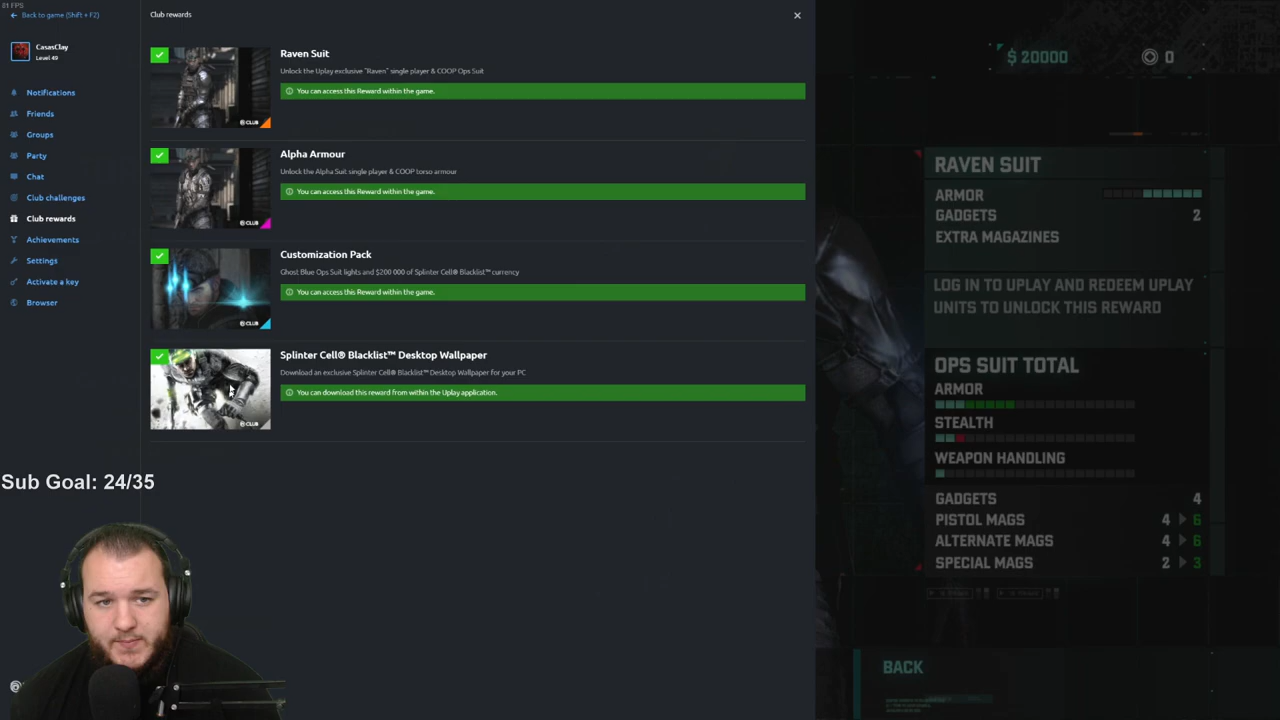 81 FPS
Back to game (Shift + F2)
Club rewards
CasasClay
Level 49
Notifications
Friends
Groups
Party
Chat
Club challenges
Club rewards
Achievements
Settings
Activate a key
Browser
Raven Suit
Unlock the Uplay exclusive "Raven" single player & COOP Ops Suit
You can access this Reward within the game.
CLUB
Alpha Armour
Unlock the Alpha Suit single player & COOP torso armour
You can access this Reward within the game.
CLUB
Customization Pack
Ghost Blue Ops Suit lights and $200 000 of Splinter Cell® Blacklist™ currency
You can access this Reward within the game.
CLUB
Splinter Cell® Blacklist™ Desktop Wallpaper
Download an exclusive Splinter Cell® Blacklist™ Desktop Wallpaper for your PC
You can download this reward from within the Uplay application.
CLUB
Sub Goal: 24/35
$ 20000
0
RAVEN SUIT
ARMOR
GADGETS 2
EXTRA MAGAZINES
LOG IN TO UPLAY AND REDEEM UPLAY
UNITS TO UNLOCK THIS REWARD
OPS SUIT TOTAL
ARMOR
STEALTH
WEAPON HANDLING
GADGETS 4
PISTOL MAGS 4 6
ALTERNATE MAGS 4 6
SPECIAL MAGS 2 3
BACK